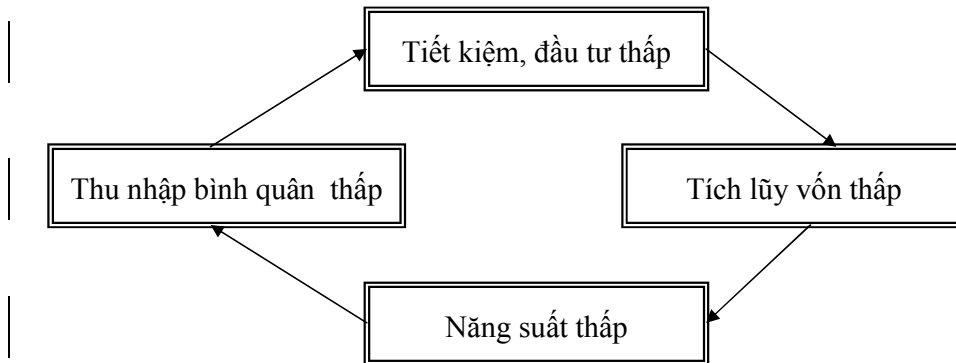 Tiết kiệm, đầu tư thấp
Thu nhập bình quân thấp
Tích lũy vốn thấp
Năng suất thấp